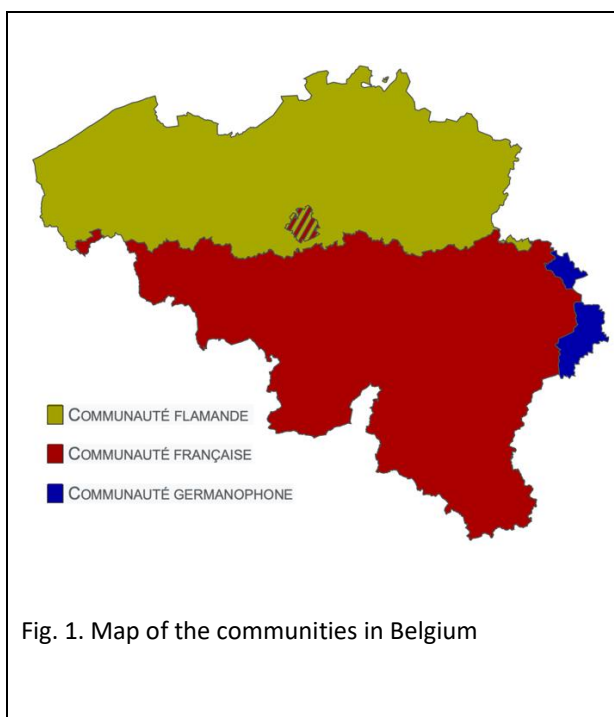 COMMUNAUTÉ FLAMANDE
COMMUNAUTÉ FRANÇAISE
COMMUNAUTÉ GERMANOPHONE
Fig. 1. Map of the communities in Belgium